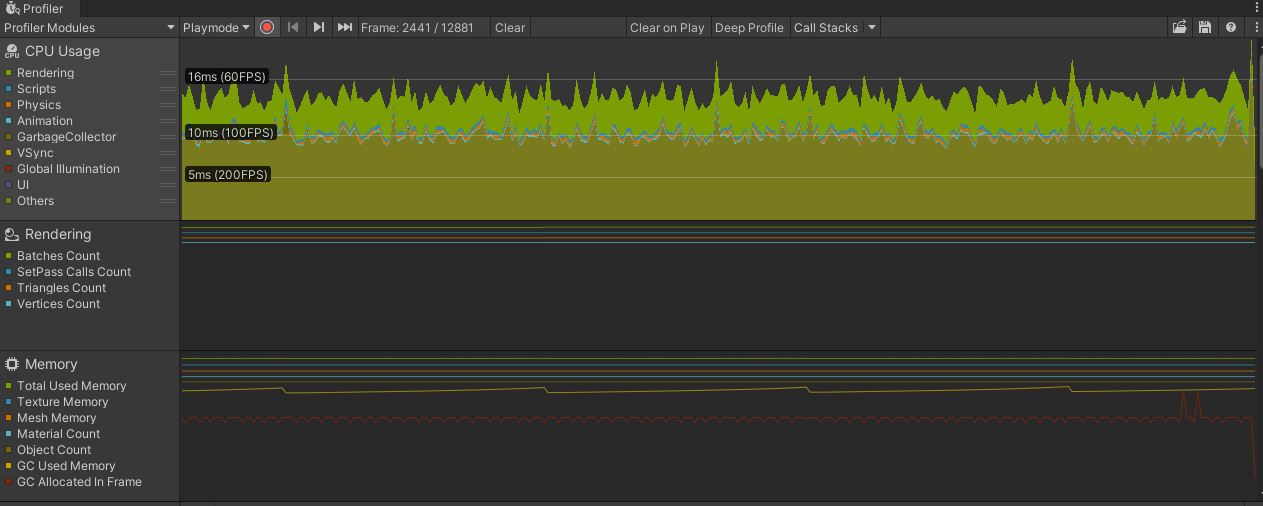 Profiler
Profiler Modules Playmode Frame: 2441 / 12881 Clear Clear on Play Deep Profile Call Stacks
CPU CPU Usage
Rendering
Scripts
Physics
Animation
GarbageCollector
VSync
Global Illumination
UI
Others
16ms (60FPS)
10ms (100FPS)
5ms (200FPS)
Rendering
Batches Count
SetPass Calls Count
Triangles Count
Vertices Count
Memory
Total Used Memory
Texture Memory
Mesh Memory
Material Count
Object Count
GC Used Memory
GC Allocated In Frame